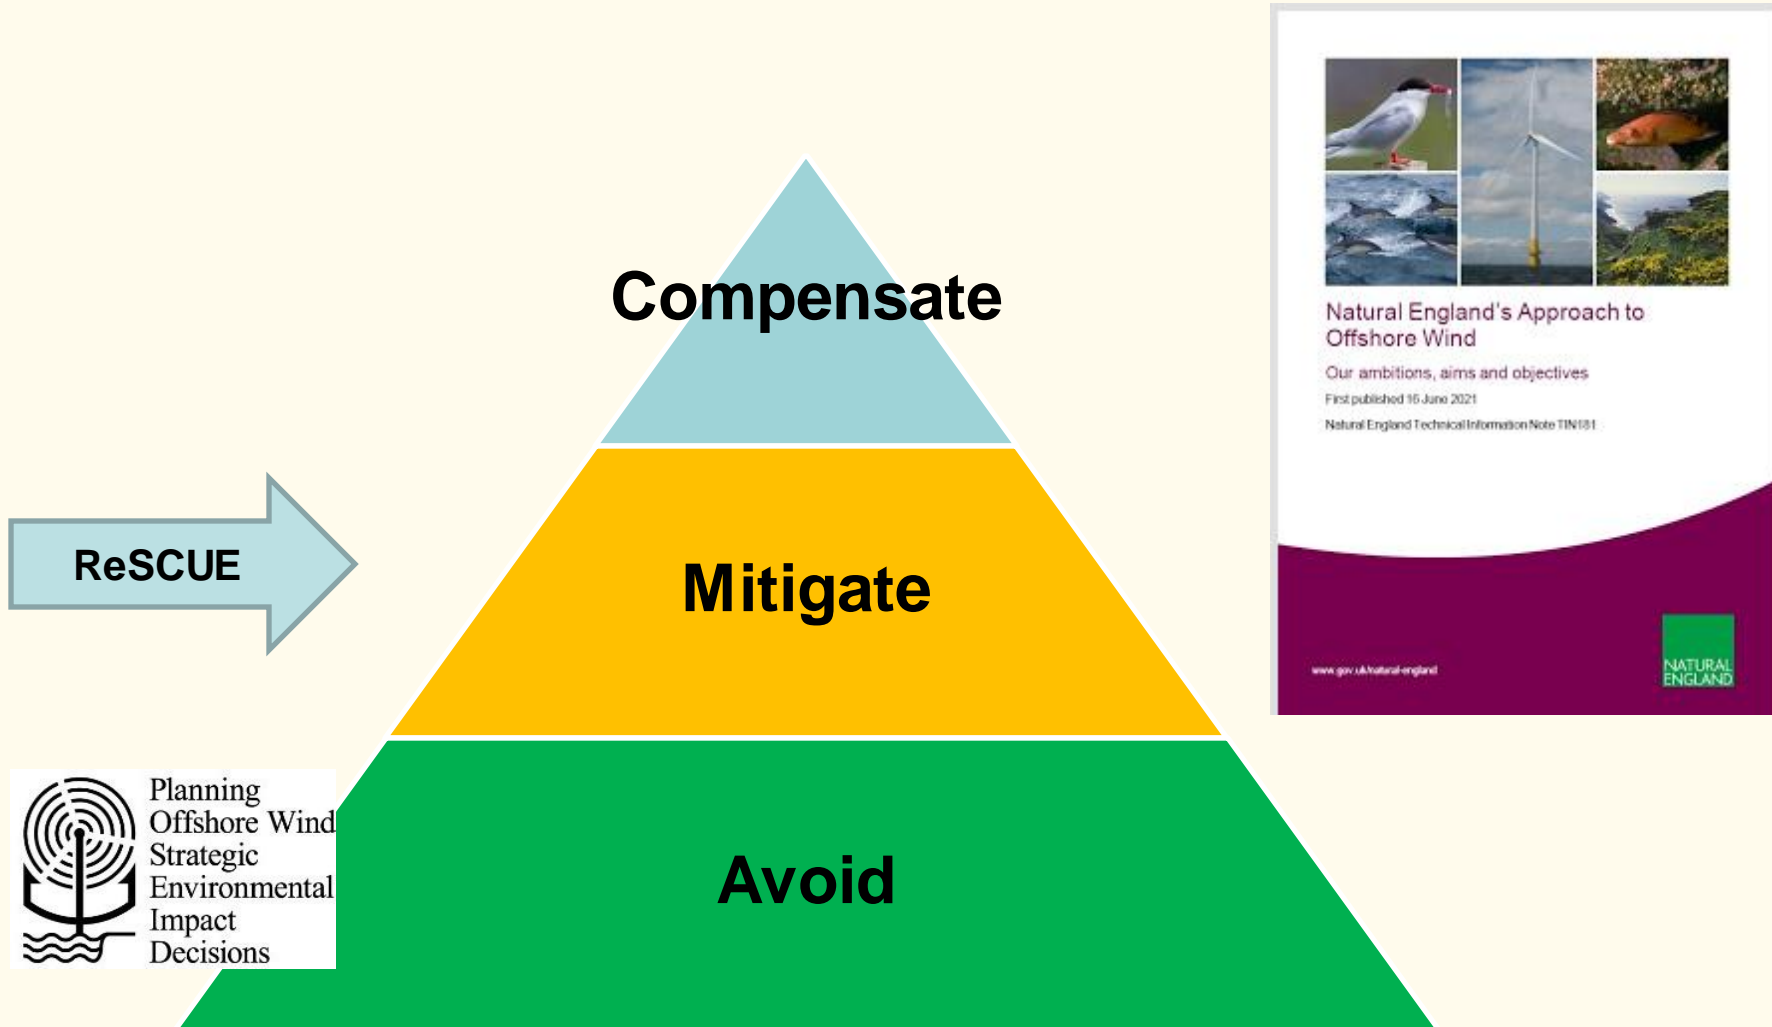 Compensate
Mitigate
Avoid
ReSCUE
Planning
Offshore Wind
Strategic
Environmental
Impact
Decisions
Natural England's Approach to
Offshore Wind
Our ambitions, aims and objectives
First published 16 June 2021
Natural England Technical Information Note TIN181
www.gov.uk/natural-england
NATURAL
ENGLAND